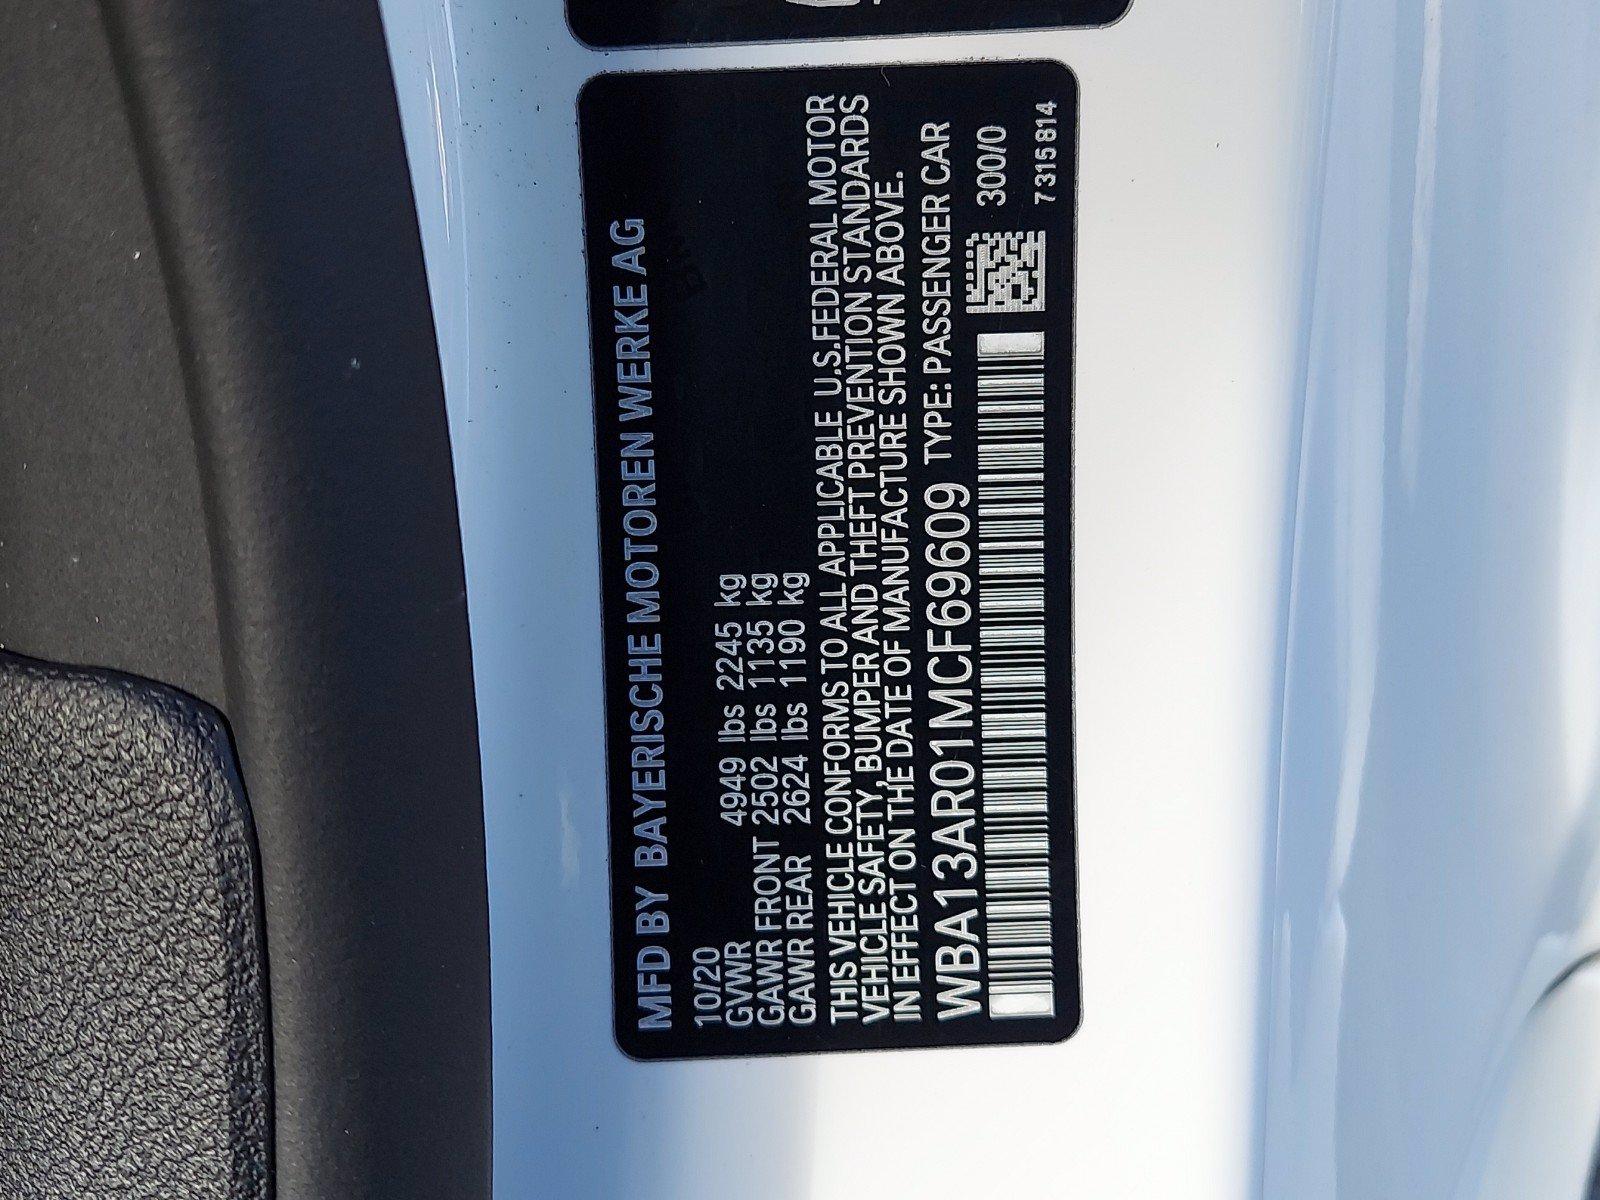 MFD BY BAYERISCHE MOTOREN WERKE AG
10/20
GVWR 4949 lbs 2245 kg
GAWR FRONT 2502 lbs 1135 kg
GAWR REAR 2624 lbs 1190 kg
THIS VEHICLE CONFORMS TO ALL APPLICABLE U.S.FEDERAL MOTOR
VEHICLE SAFETY, BUMPER AND THEFT PREVENTION STANDARDS
IN EFFECT ON THE DATE OF MANUFACTURE SHOWN ABOVE.
WBA13AR01MCF69609 TYPE: PASSENGER CAR
300/0
7315814